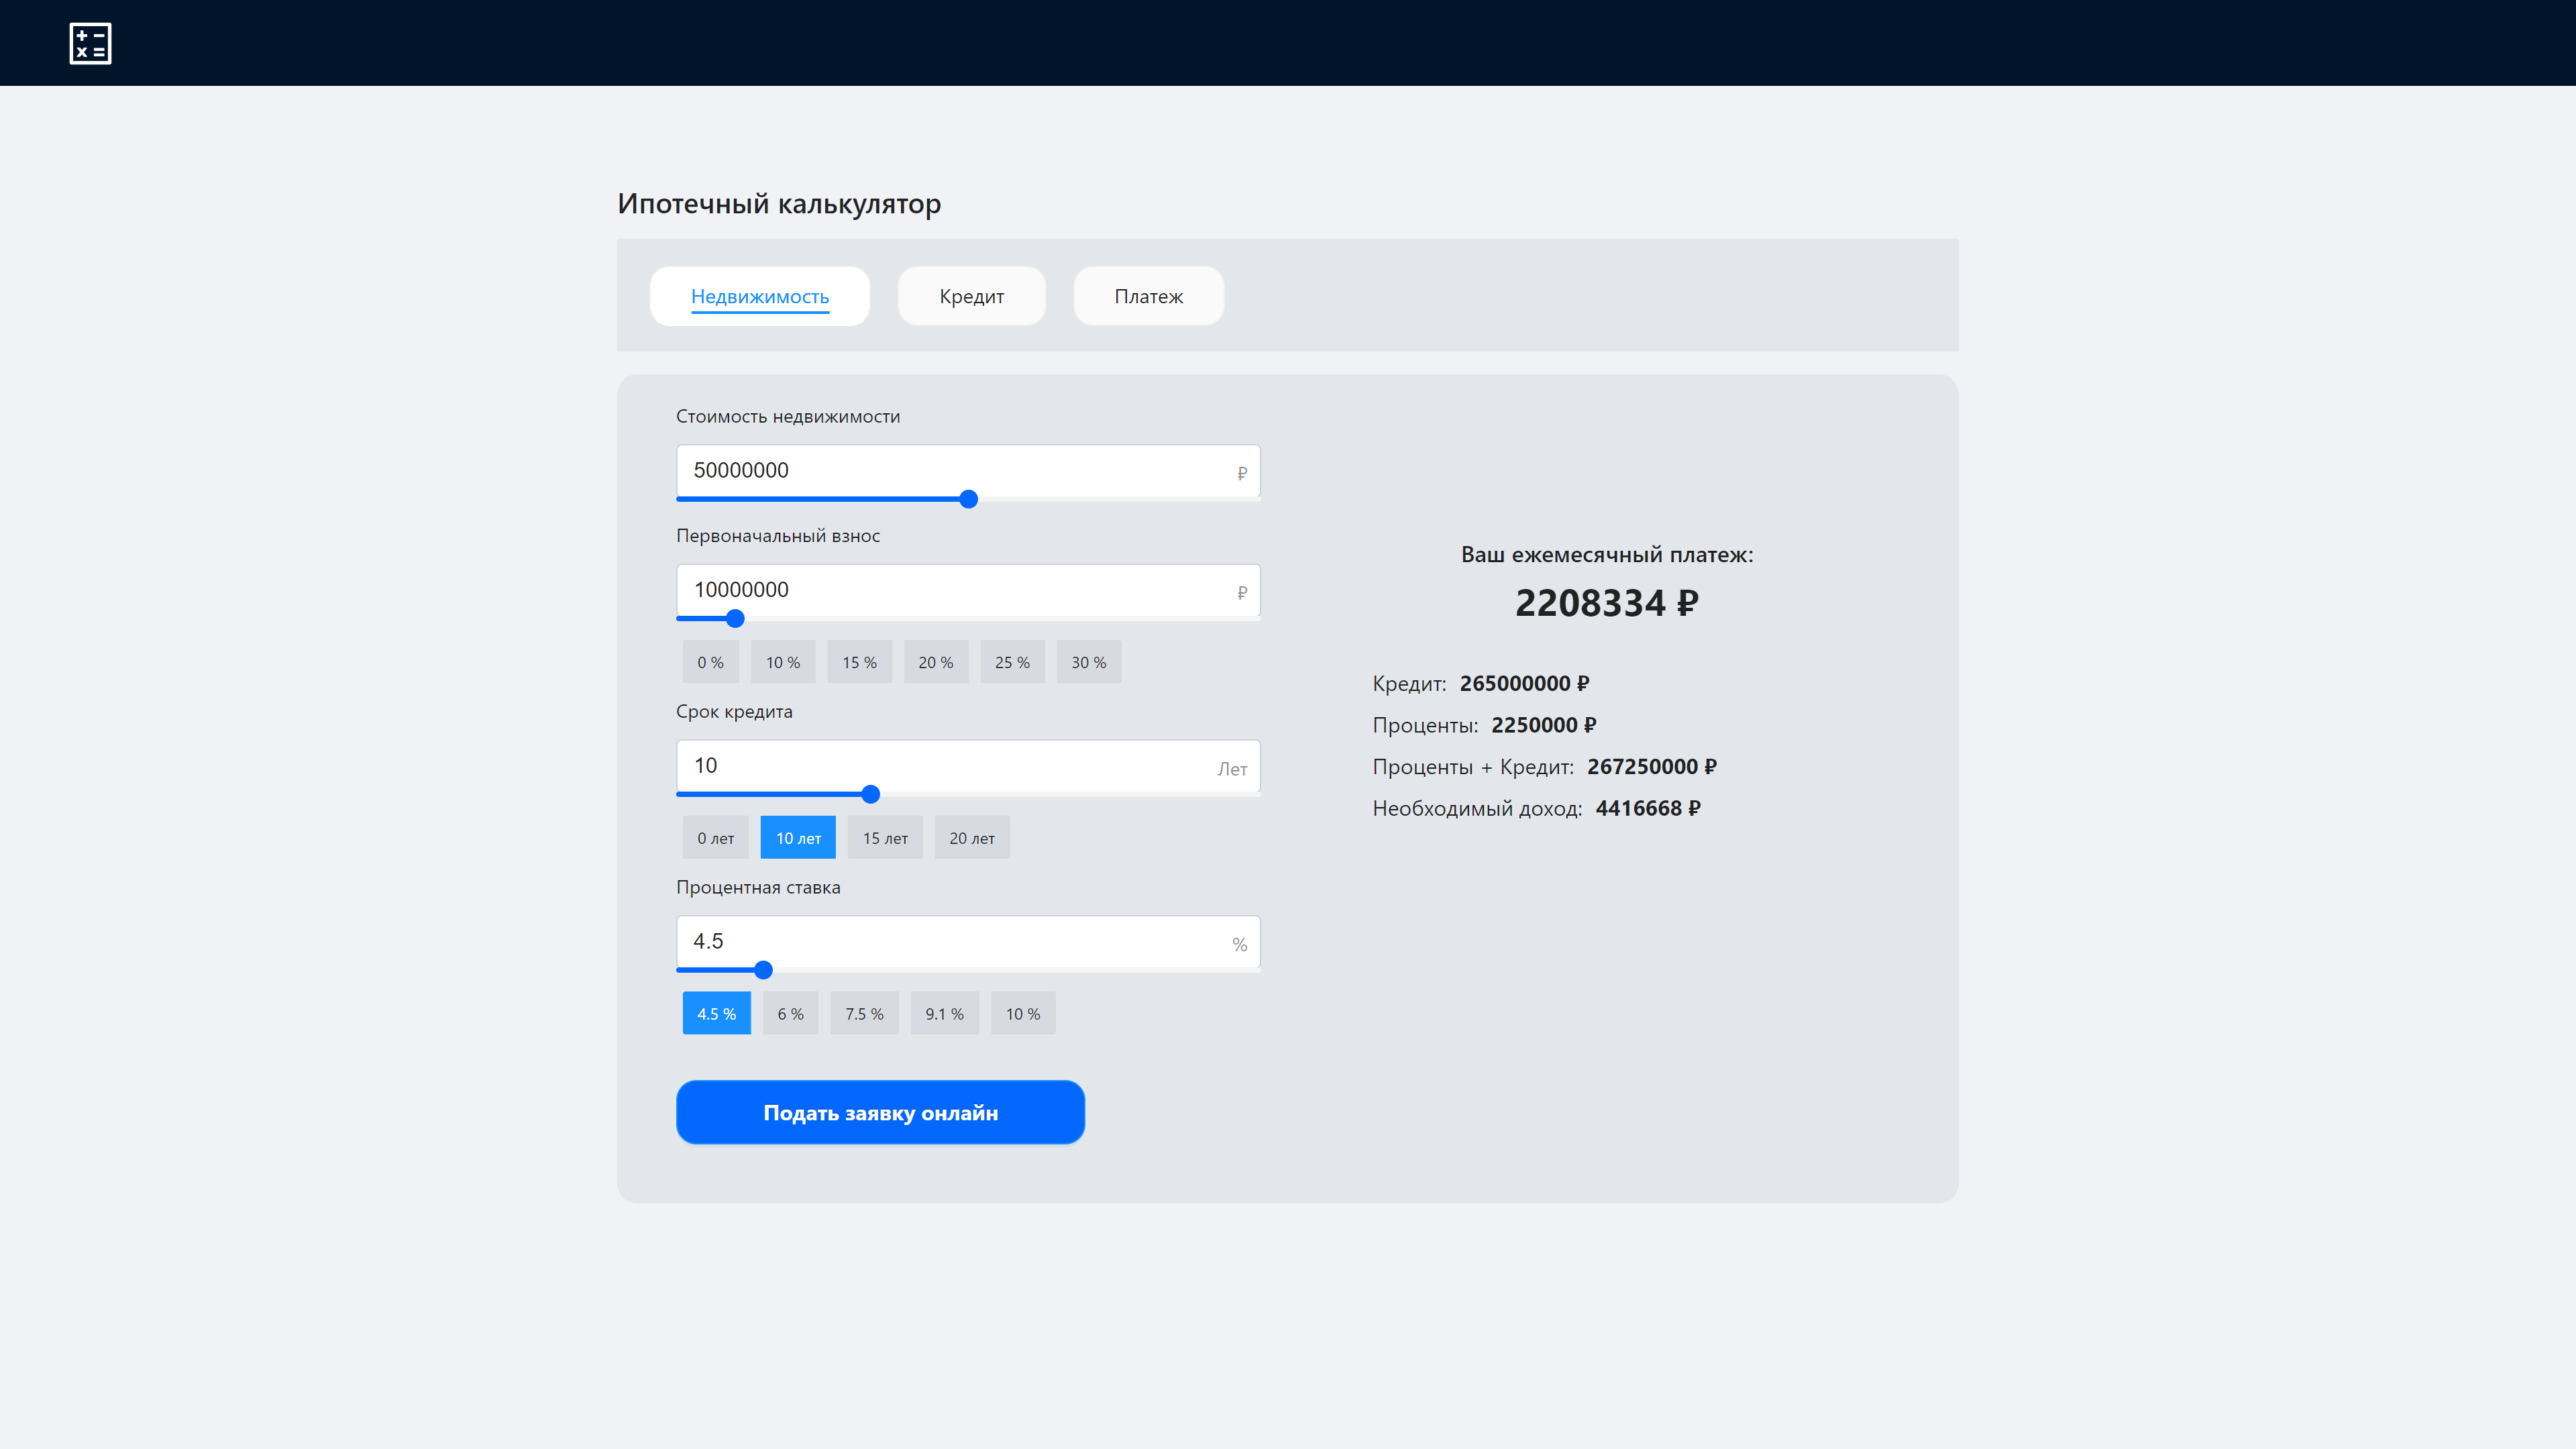 Ипотечный калькулятор
Недвижимость Кредит Платеж
Стоимость недвижимости
50000000 ₽
Первоначальный взнос
10000000 ₽
0 % 10 % 15 % 20 % 25 % 30 %
Срок кредита
10 Лет
0 лет 10 лет 15 лет 20 лет
Процентная ставка
4.5 %
4.5 % 6 % 7.5 % 9.1 % 10 %
Подать заявку онлайн
Ваш ежемесячный платеж:
2208334 ₽
Кредит: 265000000 ₽
Проценты: 2250000 ₽
Проценты + Кредит: 267250000 ₽
Необходимый доход: 4416668 ₽